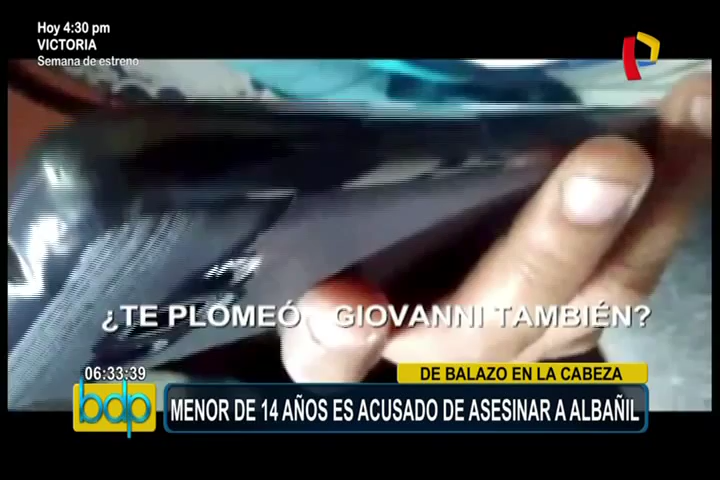 Hoy 4:30 pm
VICTORIA
Semana de estreno
¿TE PLOMEÓ GIOVANNI TAMBIÉN?
DE BALAZO EN LA CABEZA
06:33:39
bdp
MENOR DE 14 AÑOS ES ACUSADO DE ASESINAR A ALBAÑIL